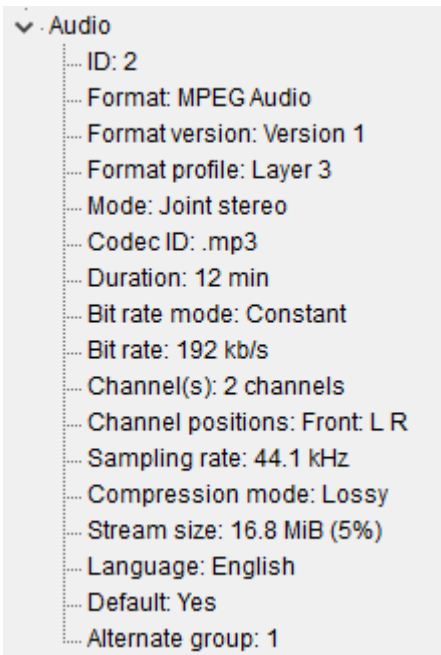 Audio
ID: 2
Format: MPEG Audio
Format version: Version 1
Format profile: Layer 3
Mode: Joint stereo
Codec ID: .mp3
Duration: 12 min
Bit rate mode: Constant
Bit rate: 192 kb/s
Channel(s): 2 channels
Channel positions: Front: L R
Sampling rate: 44.1 kHz
Compression mode: Lossy
Stream size: 16.8 MiB (5%)
Language: English
Default: Yes
Alternate group: 1